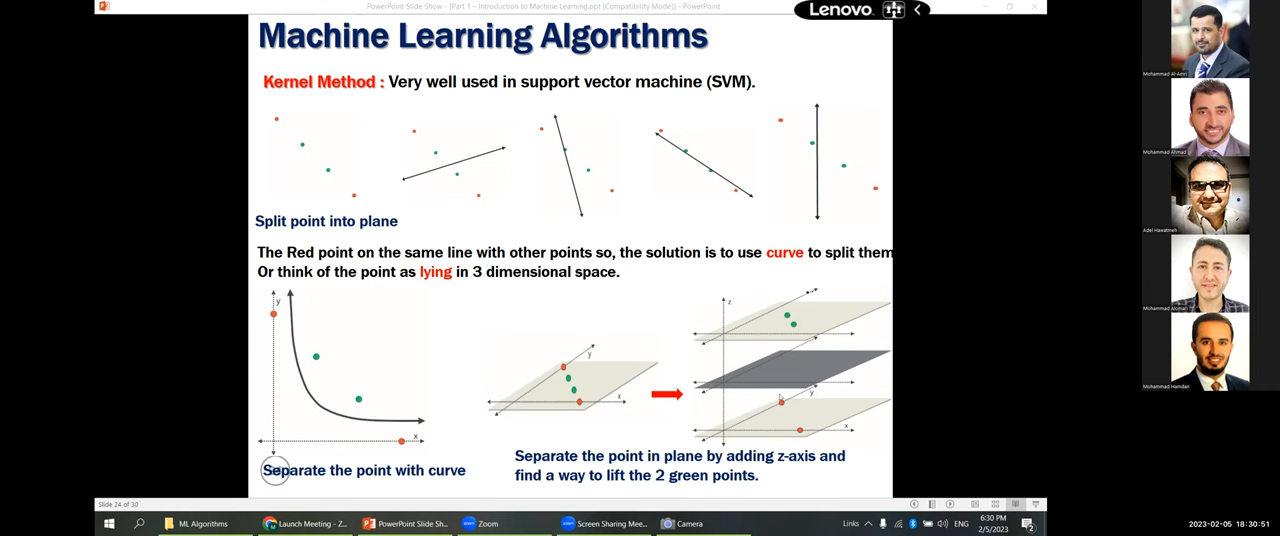 PowerPoint Slide Show - [Part 1 – Introduction to Machine Learning.ppt [Compatibility Mode]] - PowerPoint
Lenovo
Machine Learning Algorithms
Kernel Method : Very well used in support vector machine (SVM).
Split point into plane
The Red point on the same line with other points so, the solution is to use curve to split them
Or think of the point as lying in 3 dimensional space.
y
x
Separate the point with curve
y
x
z
y
x
Separate the point in plane by adding z-axis and
find a way to lift the 2 green points.
Slide 24 of 30
ML Algorithms
Launch Meeting - Z...
PowerPoint Slide Sh...
Zoom
Screen Sharing Mee...
Camera
Links
ENG
6:30 PM
2/5/2023
2
Mohammad Al-Amri
Mohammad Ahmad
Adel Hawatmeh
Mohammad Alomari
Mohammad Hamdan
2023-02-05 18:30:51